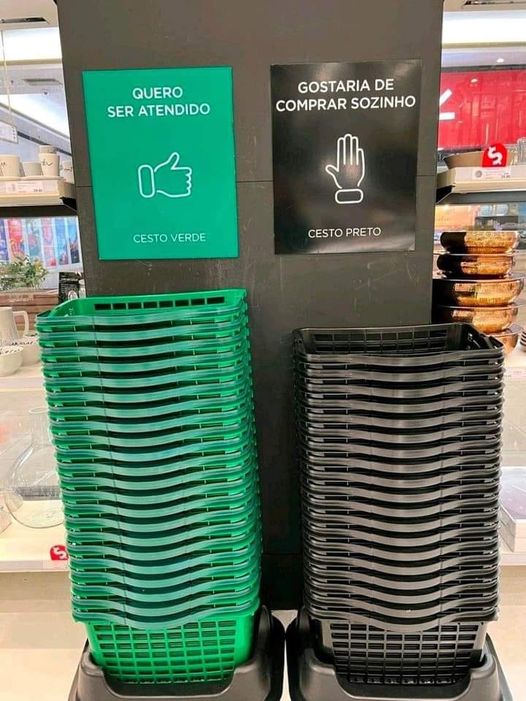 QUERO
SER ATENDIDO
CESTO VERDE
GOSTARIA DE
COMPRAR SOZINHO
CESTO PRETO